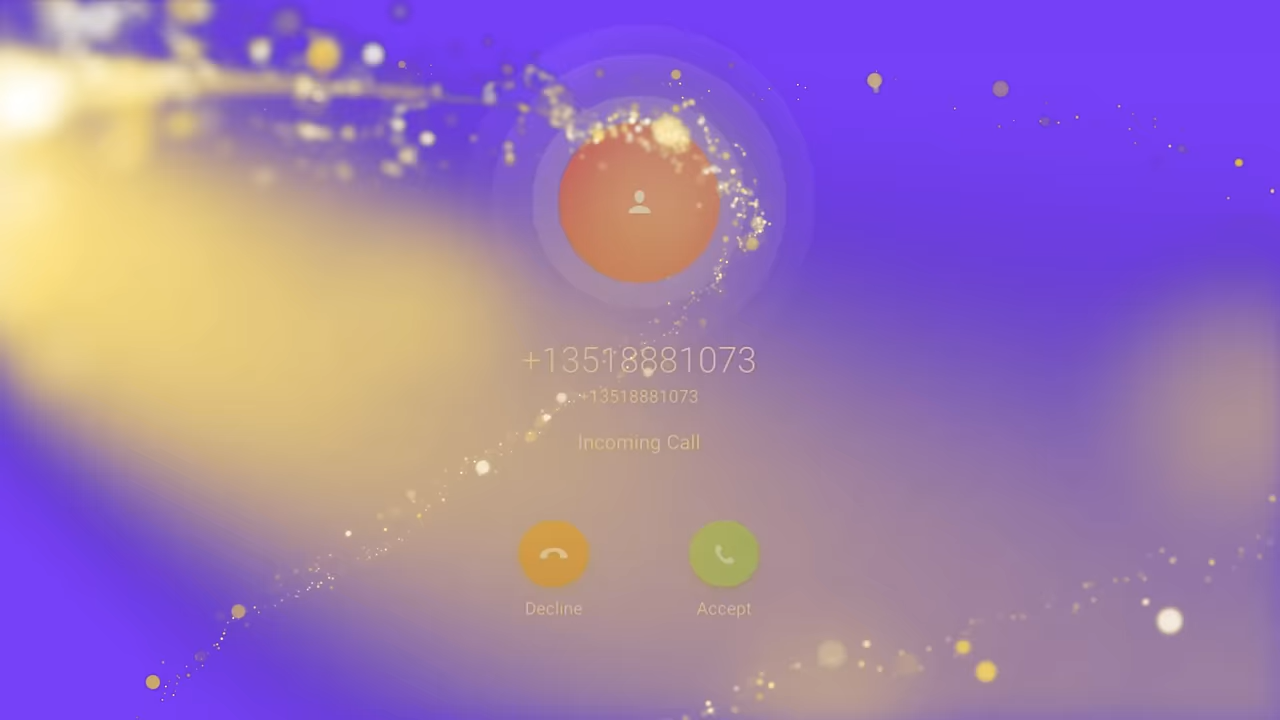 +13518881073
+13518881073
Incoming Call
Decline
Accept